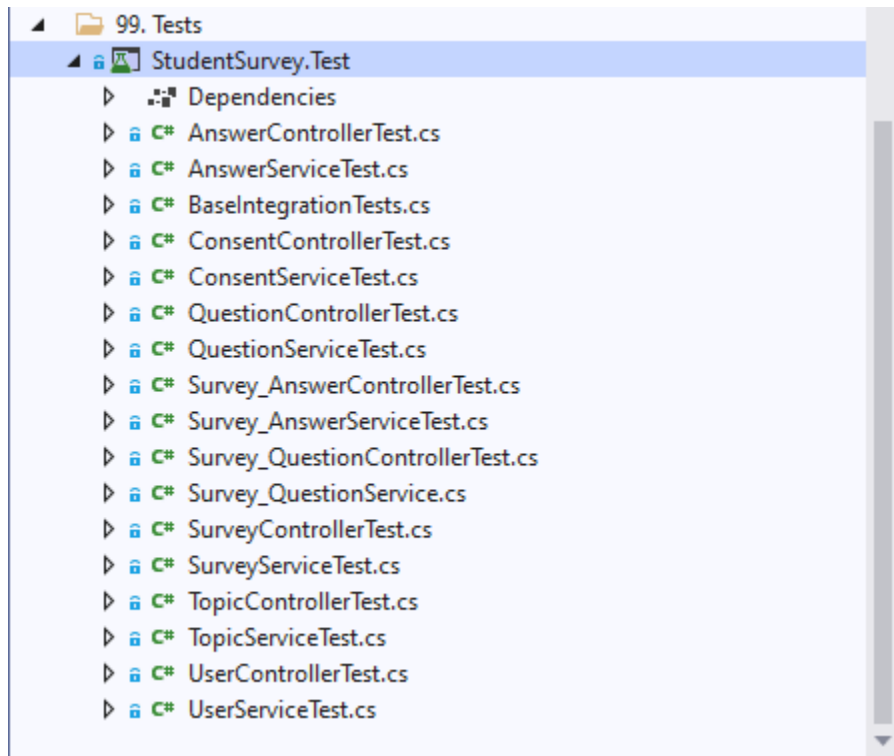 99. Tests
StudentSurvey.Test
Dependencies
C# AnswerControllerTest.cs
C# AnswerServiceTest.cs
C# BaseIntegrationTests.cs
C# ConsentControllerTest.cs
C# ConsentServiceTest.cs
C# QuestionControllerTest.cs
C# QuestionServiceTest.cs
C# Survey_AnswerControllerTest.cs
C# Survey_AnswerServiceTest.cs
C# Survey_QuestionControllerTest.cs
C# Survey_QuestionService.cs
C# SurveyControllerTest.cs
C# SurveyServiceTest.cs
C# TopicControllerTest.cs
C# TopicServiceTest.cs
C# UserControllerTest.cs
C# UserServiceTest.cs